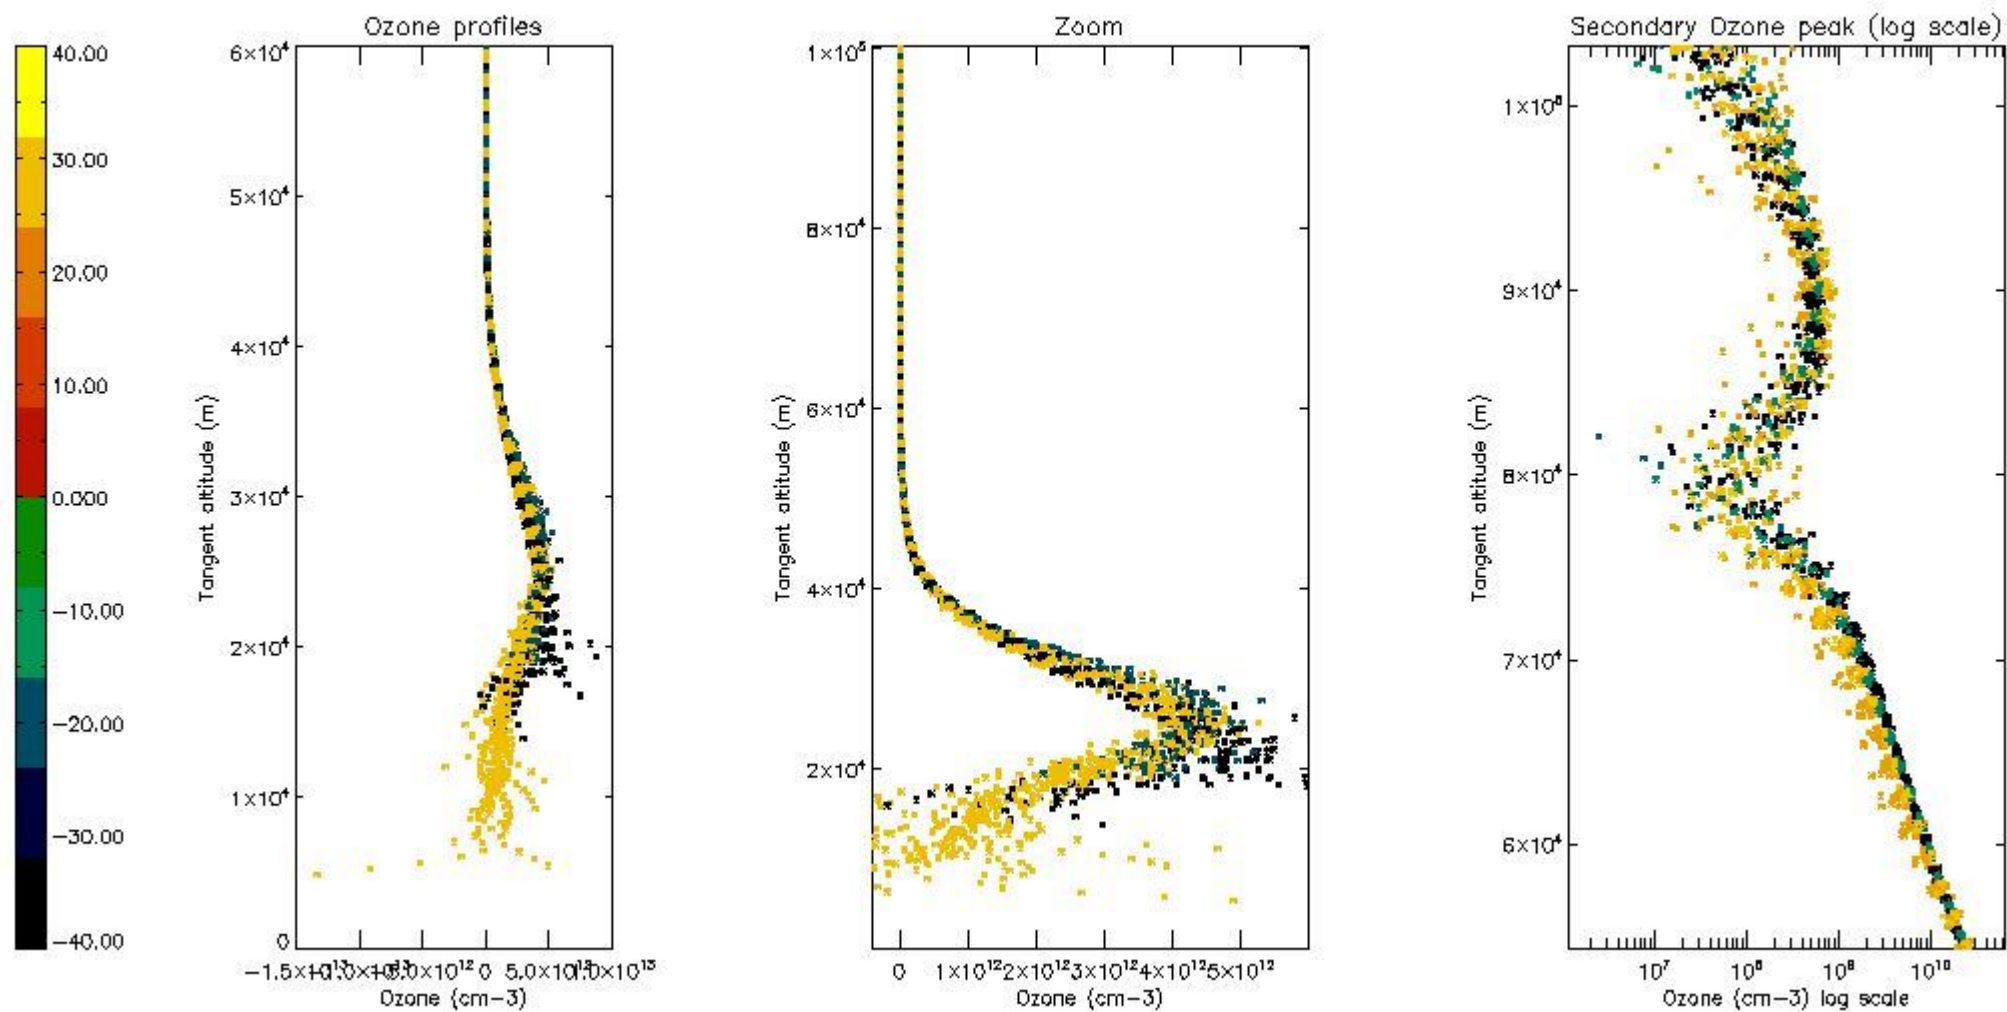 Ozone profiles
Zoom
Secondary Ozone peak (log scale)
40.00
30.00
20.00
10.00
0.000
-10.00
-20.00
-30.00
-40.00
6×10⁴
5×10⁴
4×10⁴
3×10⁴
2×10⁴
1×10⁴
0
Tangent altitude (m)
0
Ozone (cm-3)
1×10⁵
8×10⁴
6×10⁴
4×10⁴
2×10⁴
Tangent altitude (m)
0 1×10¹² 2×10¹² 3×10¹² 4×10¹² 5×10¹²
Ozone (cm-3)
9×10⁴
8×10⁴
7×10⁴
6×10⁴
Tangent altitude (m)
10⁷ 10⁸ 10⁹ 10¹⁰
Ozone (cm-3) log scale